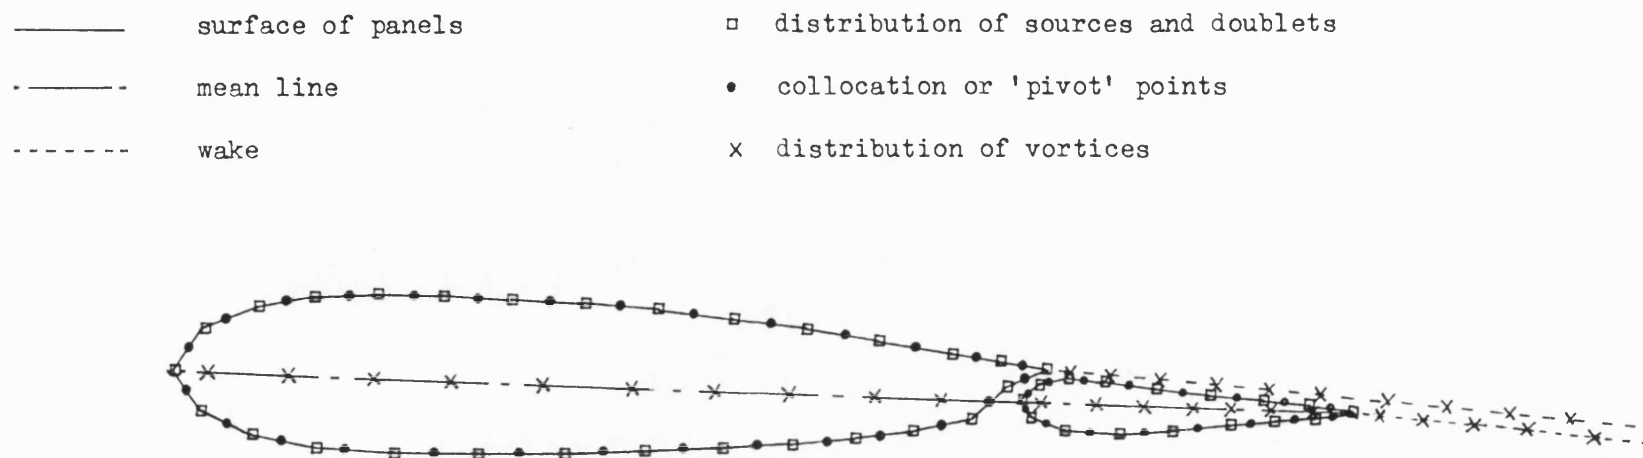 surface of panels
mean line
wake
distribution of sources and doublets
collocation or 'pivot' points
distribution of vortices